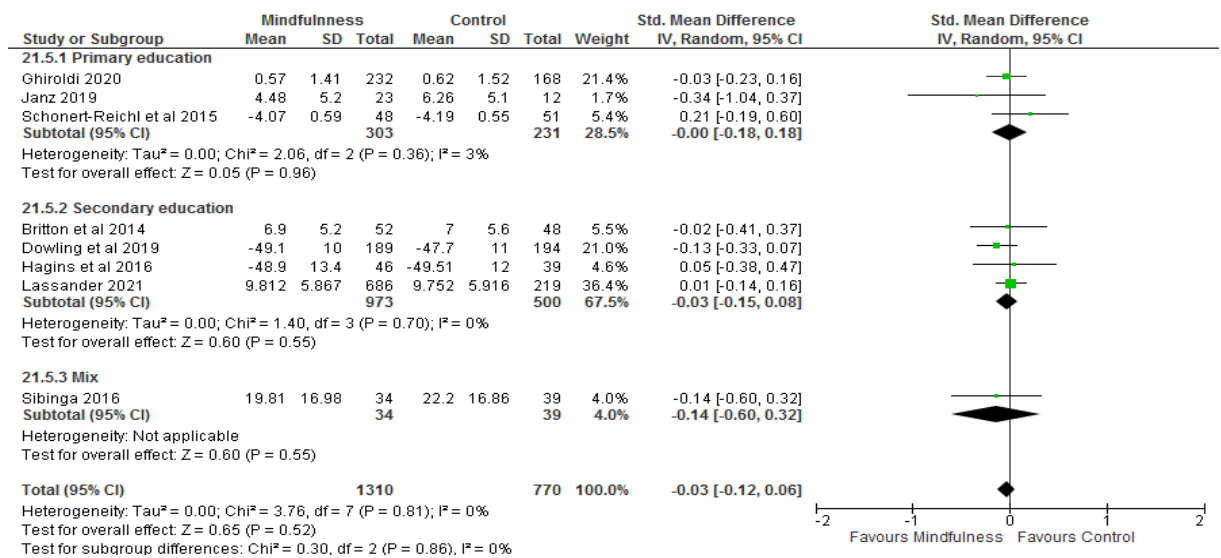 Mindfulness Control Std. Mean Difference Std. Mean Difference
Study or Subgroup Mean SD Total Mean SD Total Weight IV, Random, 95% CI IV, Random, 95% CI
21.5.1 Primary education
Ghiroldi 2020 0.57 1.41 232 0.62 1.52 168 21.4% -0.03 [-0.23, 0.16]
Janz 2019 4.48 5.2 23 6.26 5.1 12 1.7% -0.34 [-1.04, 0.37]
Schonert-Reichl et al 2015 -4.07 0.59 48 -4.19 0.55 51 5.4% 0.21 [-0.19, 0.60]
Subtotal (95% CI) 303 231 28.5% -0.00 [-0.18, 0.18]
Heterogeneity: Tau² = 0.00; Chi² = 2.06, df = 2 (P = 0.36); I² = 3%
Test for overall effect: Z = 0.05 (P = 0.96)
21.5.2 Secondary education
Britton et al 2014 6.9 5.2 52 7 5.6 48 5.5% -0.02 [-0.41, 0.37]
Dowling et al 2019 -49.1 10 189 -47.7 11 194 21.0% -0.13 [-0.33, 0.07]
Hagins et al 2016 -48.9 13.4 46 -49.51 12 39 4.6% 0.05 [-0.38, 0.47]
Lassander 2021 9.812 5.867 686 9.752 5.916 219 36.4% 0.01 [-0.14, 0.16]
Subtotal (95% CI) 973 500 67.5% -0.03 [-0.15, 0.08]
Heterogeneity: Tau² = 0.00; Chi² = 1.40, df = 3 (P = 0.70); I² = 0%
Test for overall effect: Z = 0.60 (P = 0.55)
21.5.3 Mix
Sibinga 2016 19.81 16.98 34 22.2 16.86 39 4.0% -0.14 [-0.60, 0.32]
Subtotal (95% CI) 34 39 4.0% -0.14 [-0.60, 0.32]
Heterogeneity: Not applicable
Test for overall effect: Z = 0.60 (P = 0.55)
Total (95% CI) 1310 770 100.0% -0.03 [-0.12, 0.06]
Heterogeneity: Tau² = 0.00; Chi² = 3.76, df = 7 (P = 0.81); I² = 0%
Test for overall effect: Z = 0.65 (P = 0.52)
Test for subgroup differences: Chi² = 0.30, df = 2 (P = 0.86), I² = 0%
-2 -1 0 1 2
Favours Mindfulness Favours Control